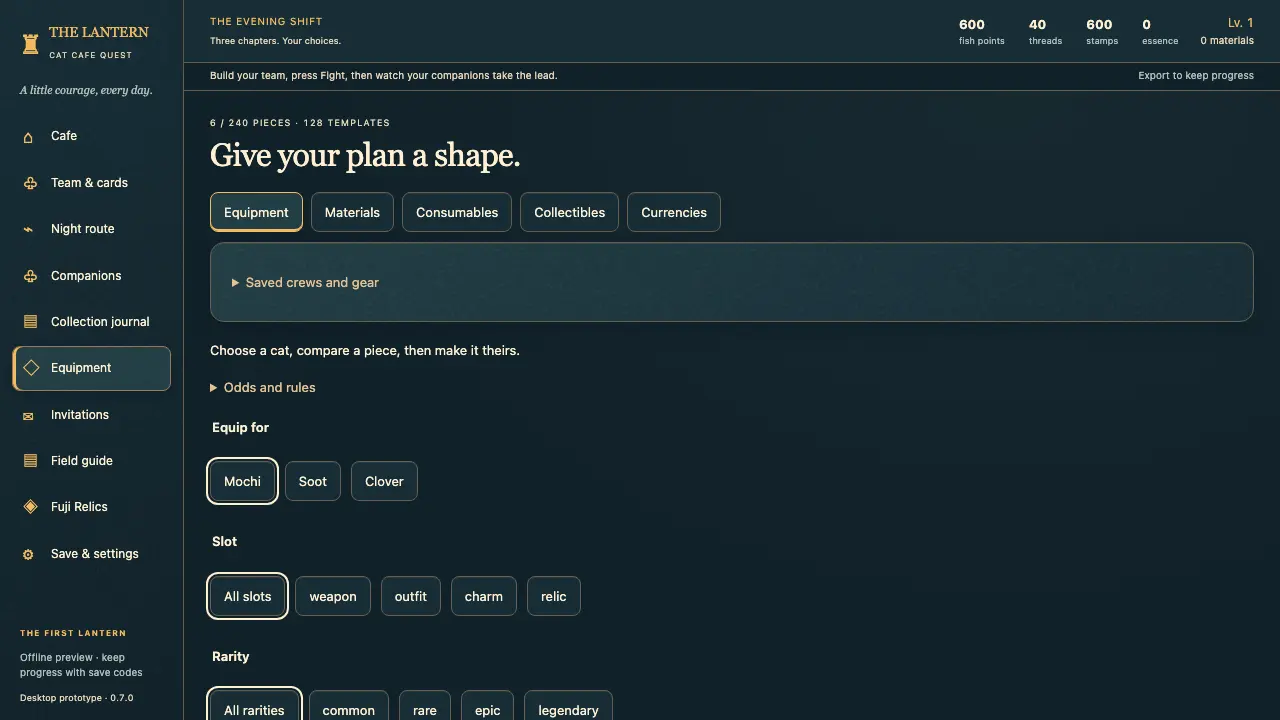 THE LANTERN
CAT CAFE QUEST
A little courage, every day.
Cafe
Team & cards
Night route
Companions
Collection journal
Equipment
Invitations
Field guide
Fuji Relics
Save & settings
THE FIRST LANTERN
Offline preview · keep
progress with save codes
Desktop prototype · 0.7.0
THE EVENING SHIFT
Three chapters. Your choices.
600
fish points
40
threads
600
stamps
0
essence
Lv. 1
0 materials
Build your team, press Fight, then watch your companions take the lead.
Export to keep progress
6 / 240 PIECES · 128 TEMPLATES
Give your plan a shape.
Equipment
Materials
Consumables
Collectibles
Currencies
Saved crews and gear
Choose a cat, compare a piece, then make it theirs.
Odds and rules
Equip for
Mochi
Soot
Clover
Slot
All slots
weapon
outfit
charm
relic
Rarity
All rarities
common
rare
epic
legendary